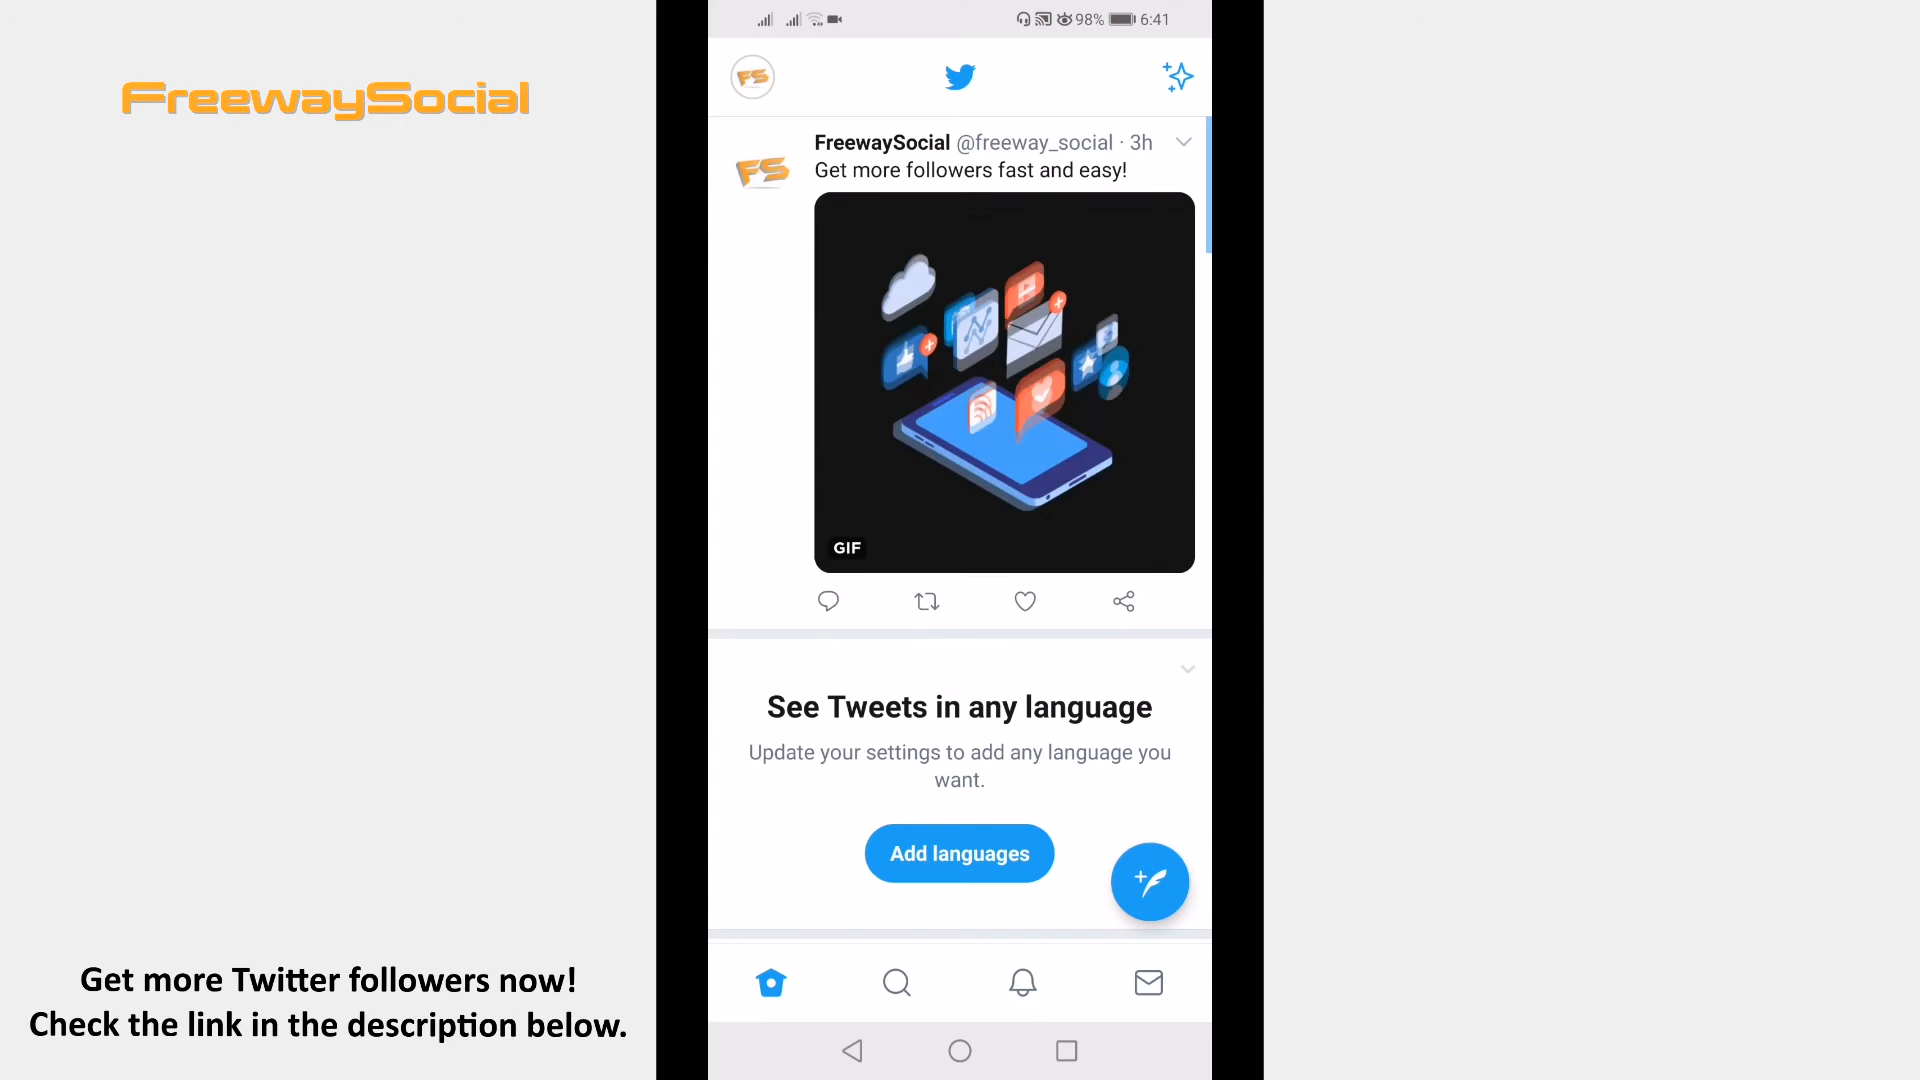 98% 6:41
FreewaySocial
FS
FreewaySocial @freeway_social · 3h
FS
Get more followers fast and easy!
GIF
See Tweets in any language
Update your settings to add any language you
want.
Add languages
Get more Twitter followers now!
Check the link in the description below.